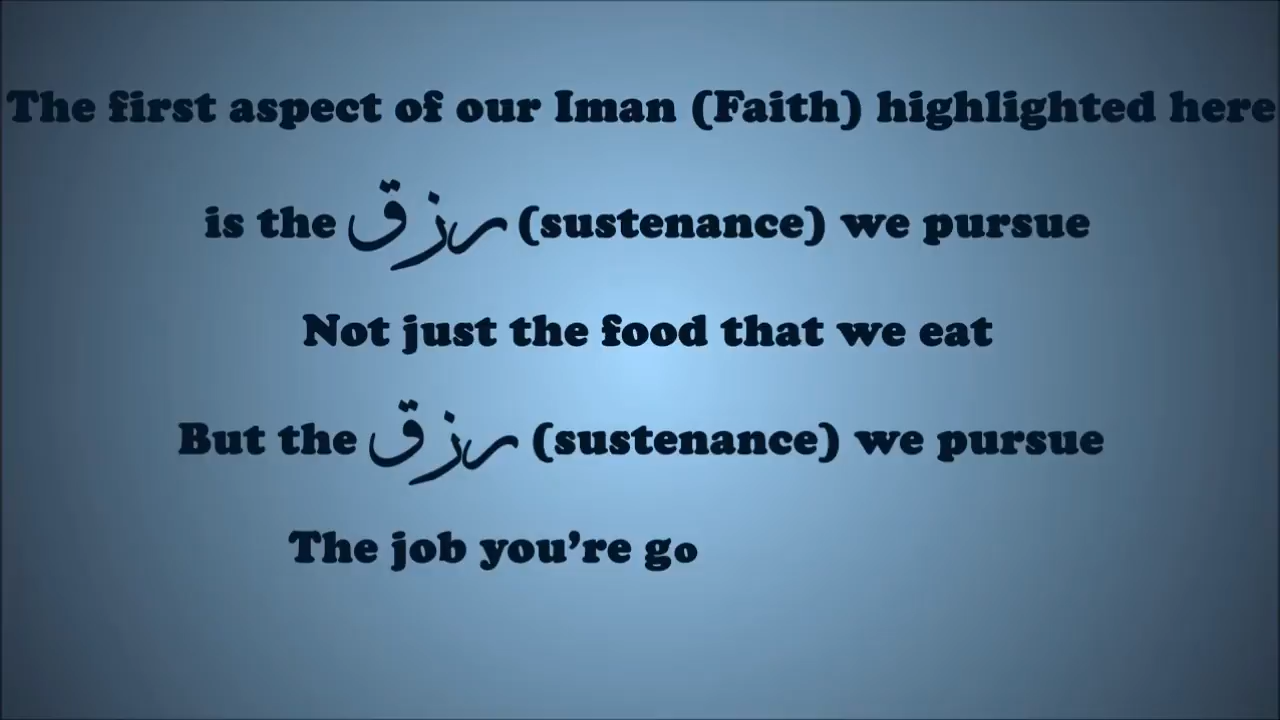 The first aspect of our Iman (Faith) highlighted here
is the رزق (sustenance) we pursue
Not just the food that we eat
But the رزق (sustenance) we pursue
The job you’re go